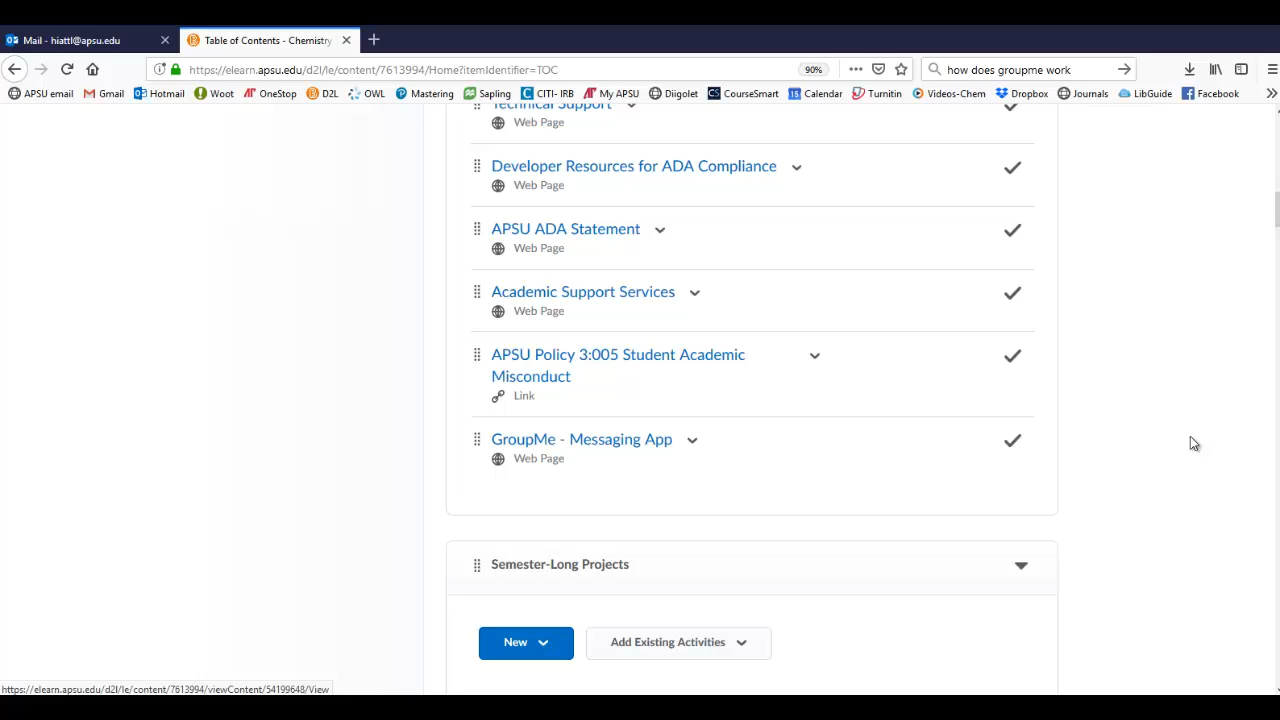 Mail - hiattl@apsu.edu
Table of Contents - Chemistry
https://elearn.apsu.edu/d2l/le/content/7613994/Home?itemIdentifier=TOC
90%
how does groupme work
APSU email Gmail Hotmail Woot OneStop D2L OWL Mastering Sapling CITI- IRB My APSU Diigolet CourseSmart Calendar Turnitin Videos-Chem Dropbox Journals LibGuide Facebook
Technical Support
Web Page
Developer Resources for ADA Compliance
Web Page
APSU ADA Statement
Web Page
Academic Support Services
Web Page
APSU Policy 3:005 Student Academic
Misconduct
Link
GroupMe - Messaging App
Web Page
Semester-Long Projects
New Add Existing Activities
https://elearn.apsu.edu/d2l/le/content/7613994/viewContent/54199648/View